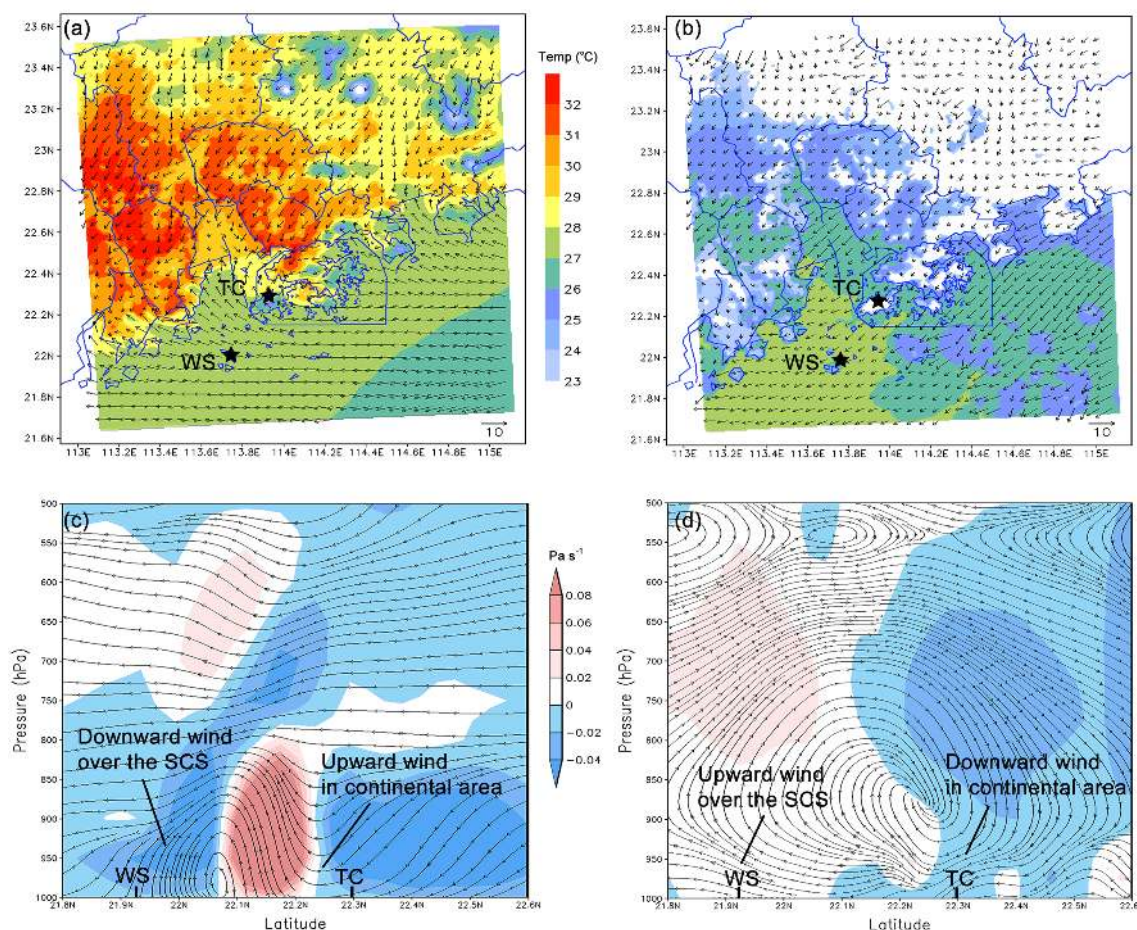 (a)
23.6N
23.4N
23.2N
23N
22.8N
22.6N
22.4N
22.2N
22N
21.8N
21.6N
TC
WS
10
113E 113.2E 113.4E 113.6E 113.8E 114E 114.2E 114.4E 114.6E 114.8E 115E
Temp (°C)
32
31
30
29
28
27
26
25
24
23
(b)
23.6N
23.4N
23.2N
23N
22.8N
22.6N
22.4N
22.2N
22N
21.8N
21.6N
TC
WS
10
113E 113.2E 113.4E 113.6E 113.8E 114E 114.2E 114.4E 114.6E 114.8E 115E
(c)
500
550
600
650
700
750
800
850
900
950
1000
Pressure (hPa)
Downward wind
over the SCS
Upward wind
in continental area
WS
TC
21.8N 21.9N 22N 22.1N 22.2N 22.3N 22.4N 22.5N 22.6N
Latitude
Pa s⁻¹
0.08
0.06
0.04
0.02
0
−0.02
−0.04
(d)
500
550
600
650
700
750
800
850
900
950
1000
Pressure (hPa)
Upward wind
over the SCS
Downward wind
in continental area
WS
TC
21.8N 21.9N 22N 22.1N 22.2N 22.3N 22.4N 22.5N 22.6N
Latitude